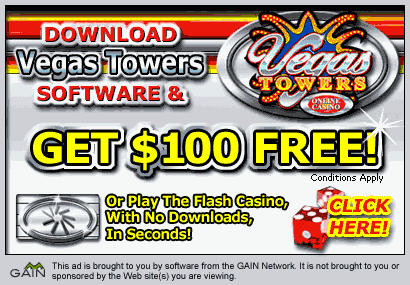 DOWNLOAD
Vegas Towers
SOFTWARE &
Vegas
TOWERS
ONLINE
CASINO
GET $100 FREE!
Conditions Apply
Or Play The Flash Casino,
With No Downloads,
In Seconds!
CLICK
HERE!
GAIN
This ad is brought to you by software from the GAIN Network. It is not brought to you or
sponsored by the Web site(s) you are viewing.